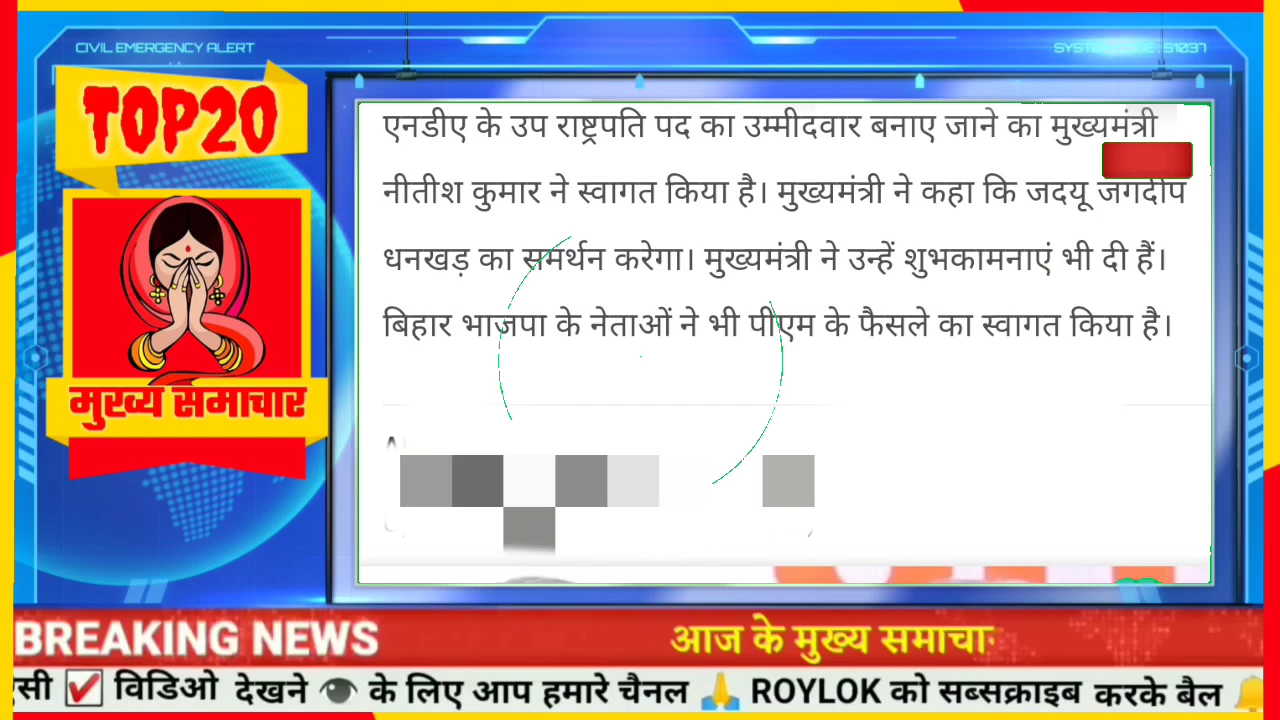 CIVIL EMERGENCY ALERT
TOP20
मुख्य समाचार
एनडीए के उप राष्ट्रपति पद का उम्मीदवार बनाए जाने का मुख्यमंत्री
नीतीश कुमार ने स्वागत किया है। मुख्यमंत्री ने कहा कि जदयू जगदीप
धनखड़ का समर्थन करेगा। मुख्यमंत्री ने उन्हें शुभकामनाएं भी दी हैं।
बिहार भाजपा के नेताओं ने भी पीएम के फैसले का स्वागत किया है।
BREAKING NEWS
आज के मुख्य
विडिओ देखने के लिए आप हमारे चैनल ROYLOK को सब्सक्राइब करके बैल